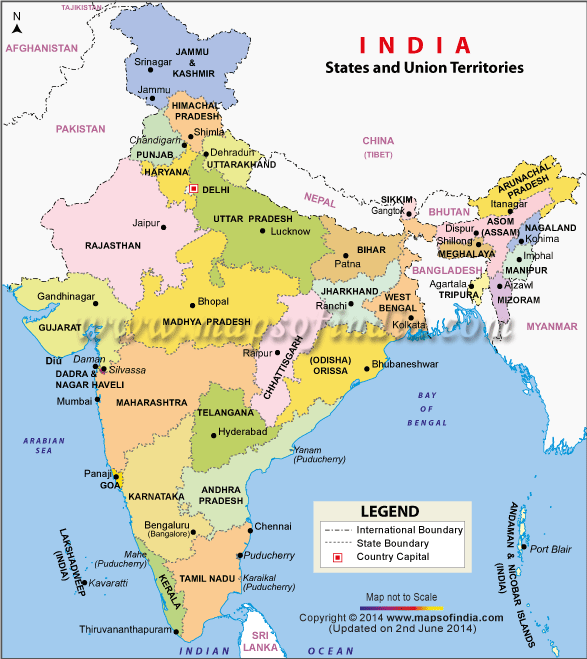 TAJIKISTAN
N
AFGHANISTAN
INDIA
States and Union Territories
JAMMU
&
KASHMIR
Srinagar
Jammu
HIMACHAL
PRADESH
PAKISTAN
Chandigarh
Shimla
CHINA
(TIBET)
PUNJAB
Dehradun
UTTARAKHAND
HARYANA
DELHI
ARUNACHAL
PRADESH
NEPAL
SIKKIM
Gangtok
BHUTAN
Itanagar
UTTAR PRADESH
Lucknow
Jaipur
RAJASTHAN
Dispur
ASOM
(ASSAM)
NAGALAND
Kohima
Shillong
MEGHALAYA
BIHAR
Patna
Imphal
MANIPUR
BANGLADESH
Gandhinagar
Bhopal
JHARKHAND
Ranchi
WEST
BENGAL
Agartala
TRIPURA
Aizawl
MIZORAM
GUJARAT
MADHYA PRADESH
Kolkata
MYANMAR
www.mapsofindia.com
Diu
Daman
Silvassa
DADRA &
NAGAR HAVELI
Raipur
CHHATTISGARH
(ODISHA)
ORISSA
Bhubaneshwar
Mumbai
MAHARASHTRA
TELANGANA
Hyderabad
BAY
OF
BENGAL
ARABIAN
SEA
Yanam
(Puducherry)
Panaji
GOA
KARNATAKA
ANDHRA
PRADESH
LEGEND
International Boundary
State Boundary
Country Capital
Bengaluru
(Bangalore)
Chennai
LAKSHADWEEP
(INDIA)
Mahe
(Puducherry)
Puducherry
ANDAMAN & NICOBAR ISLANDS
(INDIA)
Port Blair
Kavaratti
KERALA
TAMIL NADU
Karaikal
(Puducherry)
Map not to Scale
Copyright © 2014 www.mapsofindia.com
(Updated on 2nd June 2014)
Thiruvananthapuram
SRI
LANKA
INDIAN OCEAN